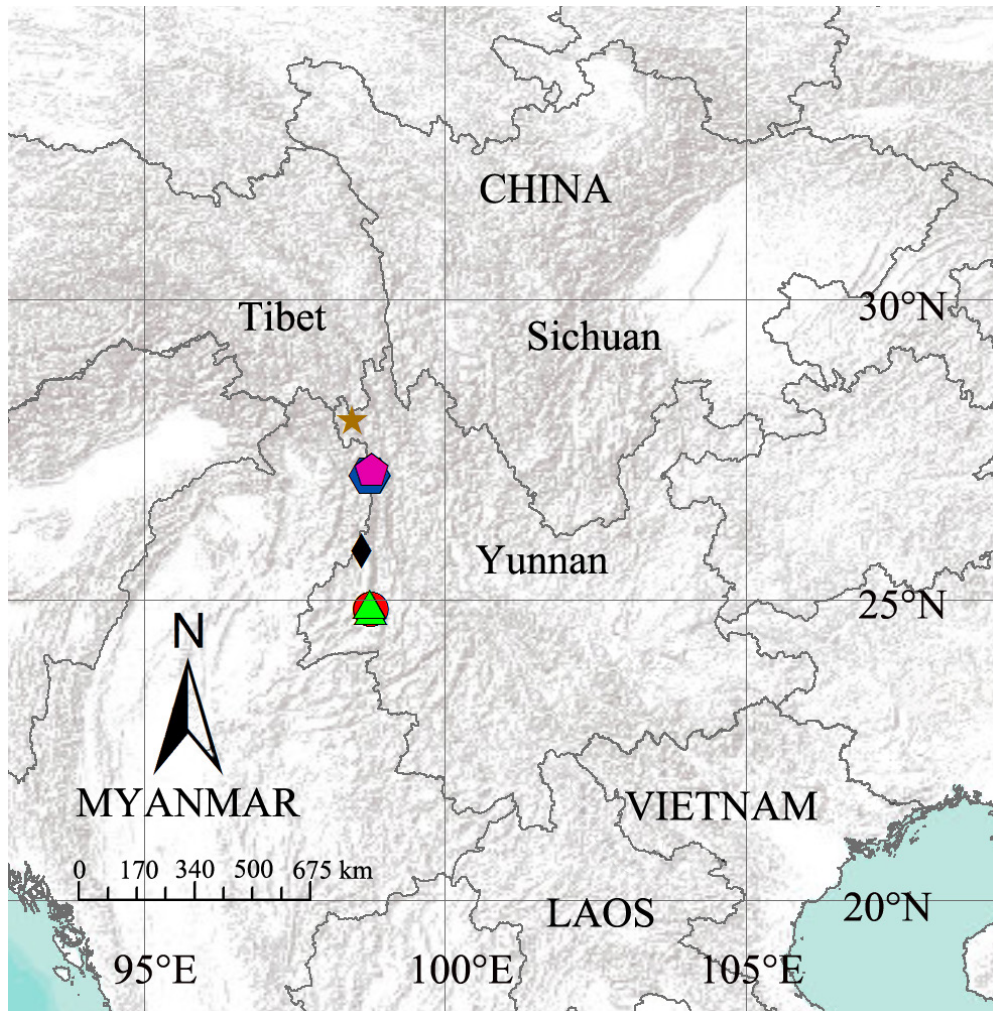 CHINA
30°N
Tibet
Sichuan
Yunnan
25°N
N
MYANMAR
VIETNAM
0 170 340 500 675 km
LAOS
20°N
95°E 100°E 105°E